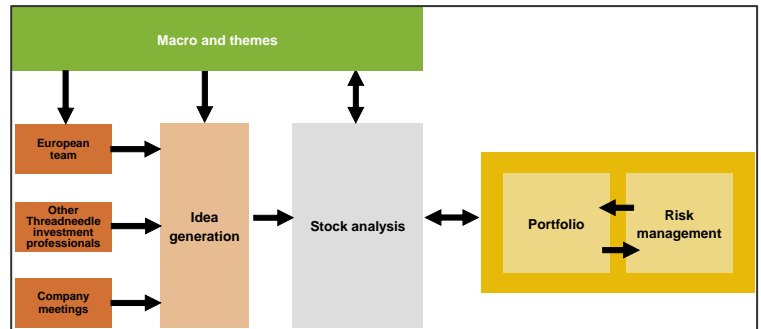 Macro and themes
European
team
Other
Threadneedle
investment
professionals
Company
meetings
Idea
generation
Stock analysis
Portfolio
Risk
management